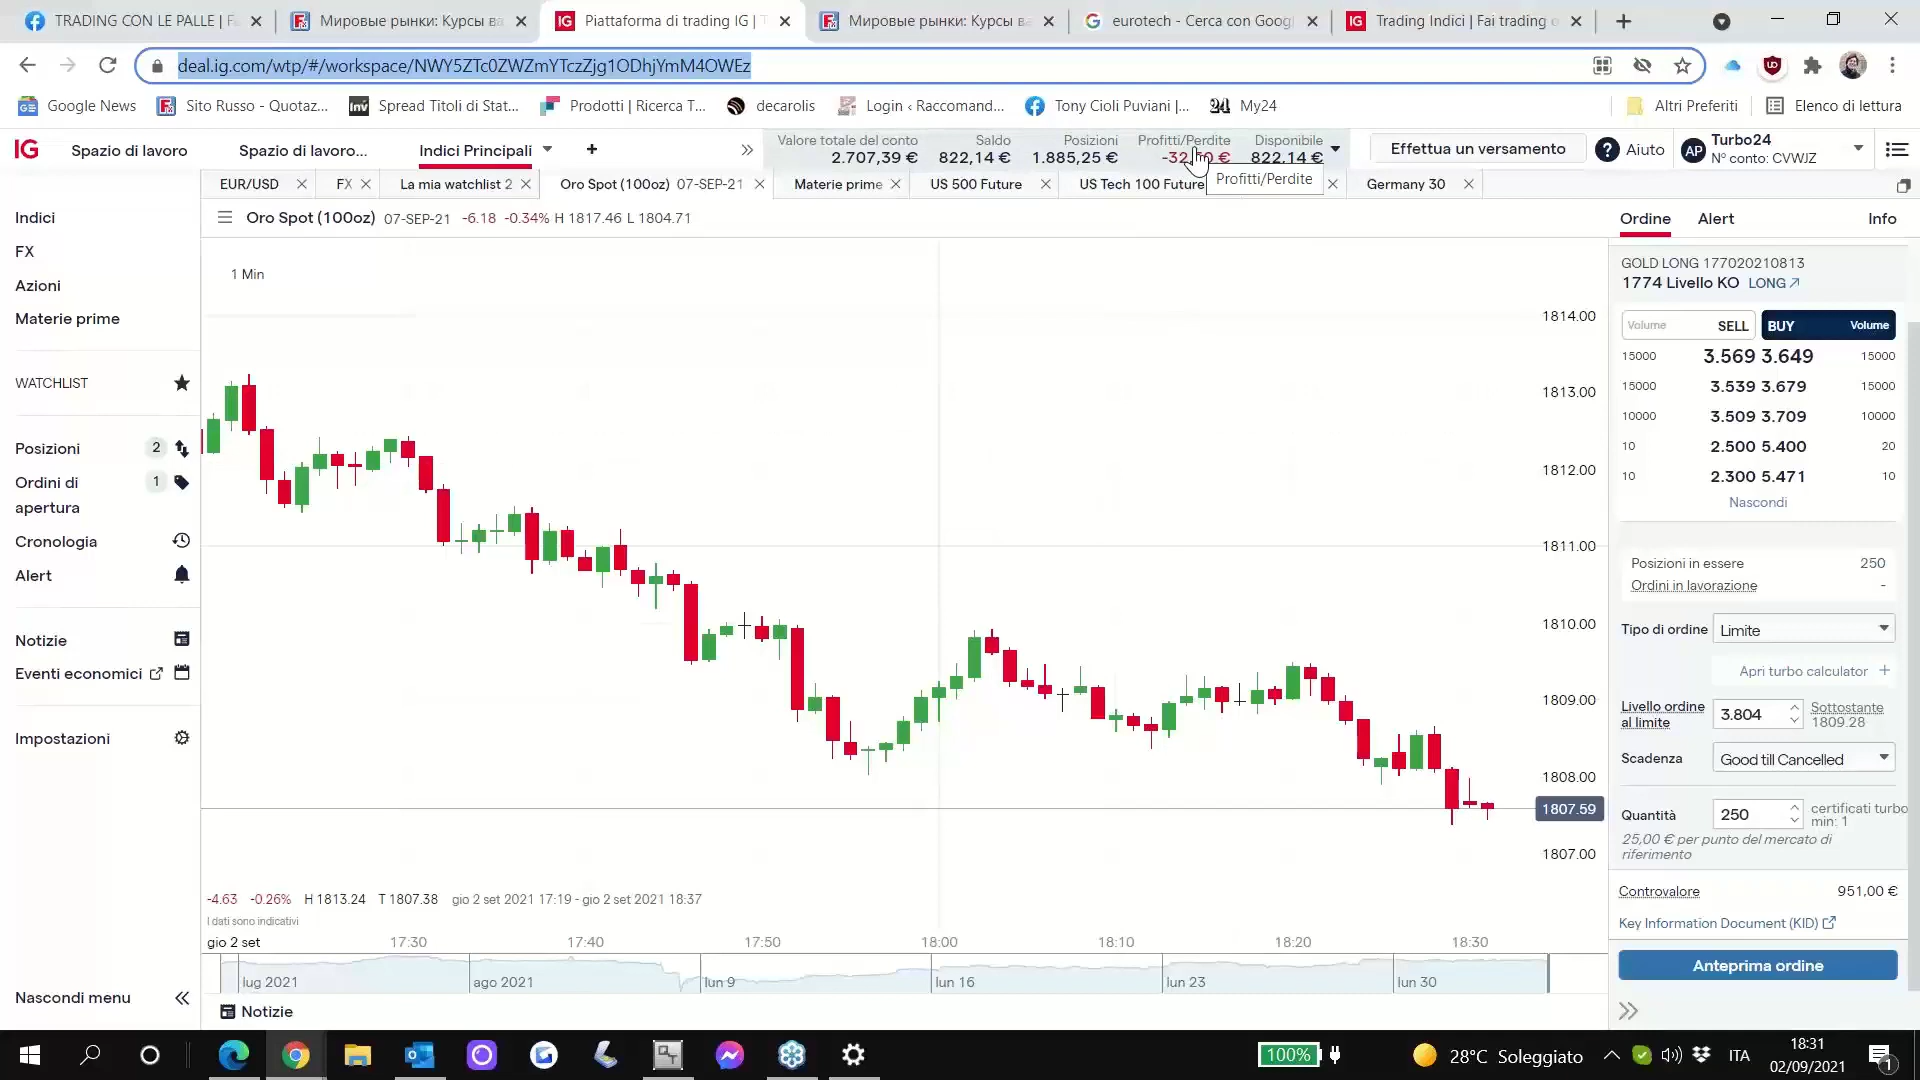 TRADING CON LE PALLE | Fa
Мировые рынки: Курсы ва
Piattaforma di trading IG | T
Мировые рынки: Курсы ва
eurotech - Cerca con Googl
Trading Indici | Fai trading o
deal.ig.com/wtp/#/workspace/NWY5ZTc0ZWZmYTczZjg1ODhjYmM4OWEz
Google News
Sito Russo - Quotaz...
Spread Titoli di Stat...
Prodotti | Ricerca T...
decarolis
Login ‹ Raccomand...
Tony Cioli Puviani |...
My24
Altri Preferiti
Elenco di lettura
IG
Spazio di lavoro
Spazio di lavoro...
Indici Principali
Valore totale del conto
2.707,39 €
Saldo
822,14 €
Posizioni
1.885,25 €
Profitti/Perdite
Disponibile
822,14 €
Effettua un versamento
Aiuto
AP
Turbo24
N° conto: CVWJZ
Profitti/Perdite
EUR/USD
FX
La mia watchlist 2
Oro Spot (100oz) 07-SEP-21
Materie prime
US 500 Future
US Tech 100 Future
Germany 30
Indici
FX
Azioni
Materie prime
WATCHLIST
Posizioni 2
Ordini di apertura 1
Cronologia
Alert
Notizie
Eventi economici
Impostazioni
Nascondi menu
Oro Spot (100oz) 07-SEP-21 -6.18 -0.34% H 1817.46 L 1804.71
1 Min
1814.00
1813.00
1812.00
1811.00
1810.00
1809.00
1808.00
1807.59
1807.00
-4.63 -0.26% H 1813.24 T 1807.38 gio 2 set 2021 17:19 - gio 2 set 2021 18:37
I dati sono indicativi
gio 2 set 17:30 17:40 17:50 18:00 18:10 18:20 18:30
lug 2021 ago 2021 lun 9 lun 16 lun 23 lun 30
Notizie
Ordine Alert Info
GOLD LONG 177020210813
1774 Livello KO LONG
Volume SELL BUY Volume
15000 3.569 3.649 15000
15000 3.539 3.679 15000
10000 3.509 3.709 10000
10 2.500 5.400 20
10 2.300 5.471 10
Nascondi
Posizioni in essere 250
Ordini in lavorazione -
Tipo di ordine Limite
Apri turbo calculator +
Livello ordine al limite 3.804 Sottostante 1809.28
Scadenza Good till Cancelled
Quantità 250 certificati turbo
min: 1
25,00 € per punto del mercato di
riferimento
Controvalore 951,00 €
Key Information Document (KID)
Anteprima ordine
100%
28°C Soleggiato
ITA
18:31
02/09/2021
1